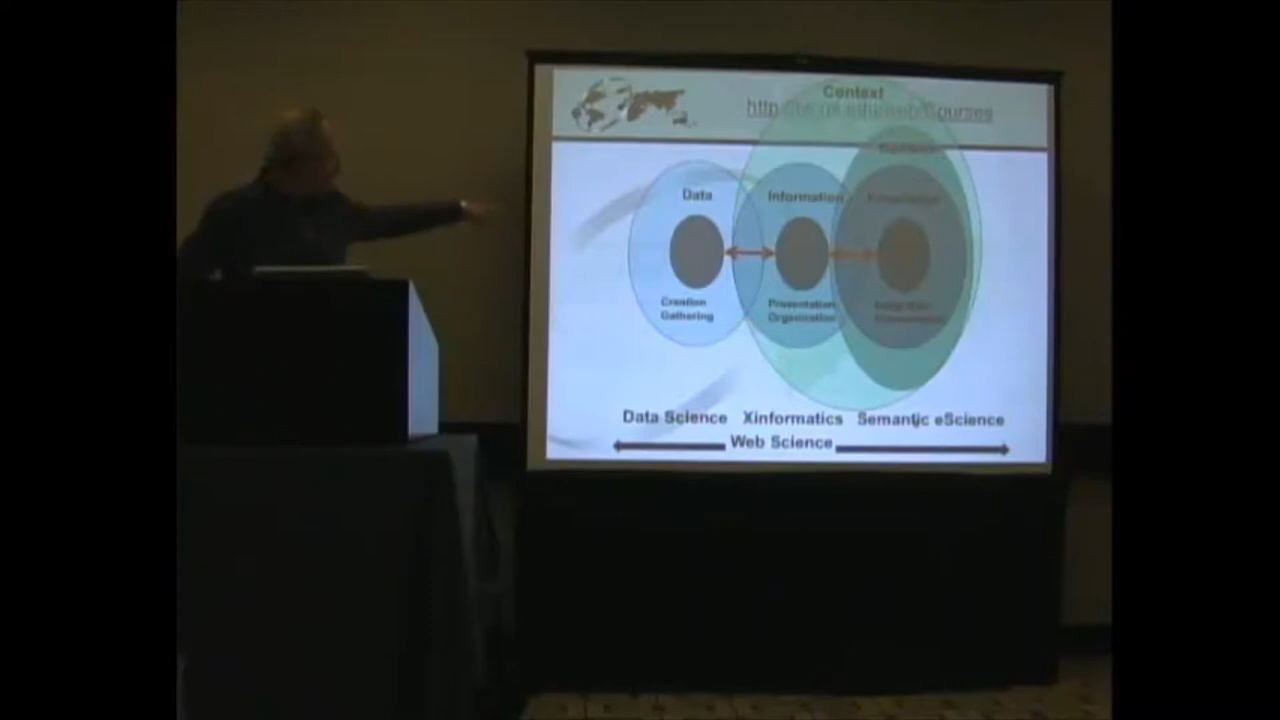 Context
Data
Information
Creation
Gathering
Presentation
Organization
Data Science Xinformatics Semantic eScience
Web Science